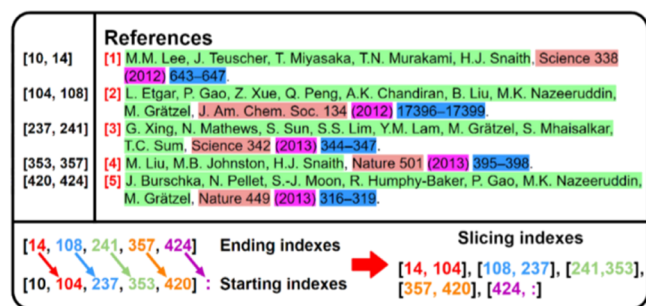 References
[10, 14] [1] M.M. Lee, J. Teuscher, T. Miyasaka, T.N. Murakami, H.J. Snaith, Science 338
(2012) 643–647.
[104, 108] [2] L. Etgar, P. Gao, Z. Xue, Q. Peng, A.K. Chandiran, B. Liu, M.K. Nazeeruddin,
M. Grätzel, J. Am. Chem. Soc. 134 (2012) 17396–17399.
[237, 241] [3] G. Xing, N. Mathews, S. Sun, S.S. Lim, Y.M. Lam, M. Grätzel, S. Mhaisalkar,
T.C. Sum, Science 342 (2013) 344–347.
[353, 357] [4] M. Liu, M.B. Johnston, H.J. Snaith, Nature 501 (2013) 395–398.
[420, 424] [5] J. Burschka, N. Pellet, S.-J. Moon, R. Humphy-Baker, P. Gao, M.K. Nazeeruddin,
M. Grätzel, Nature 449 (2013) 316–319.
[14, 108, 241, 357, 424] Ending indexes
[10, 104, 237, 353, 420] : Starting indexes
Slicing indexes
[14, 104], [108, 237], [241,353],
[357, 420], [424, :]